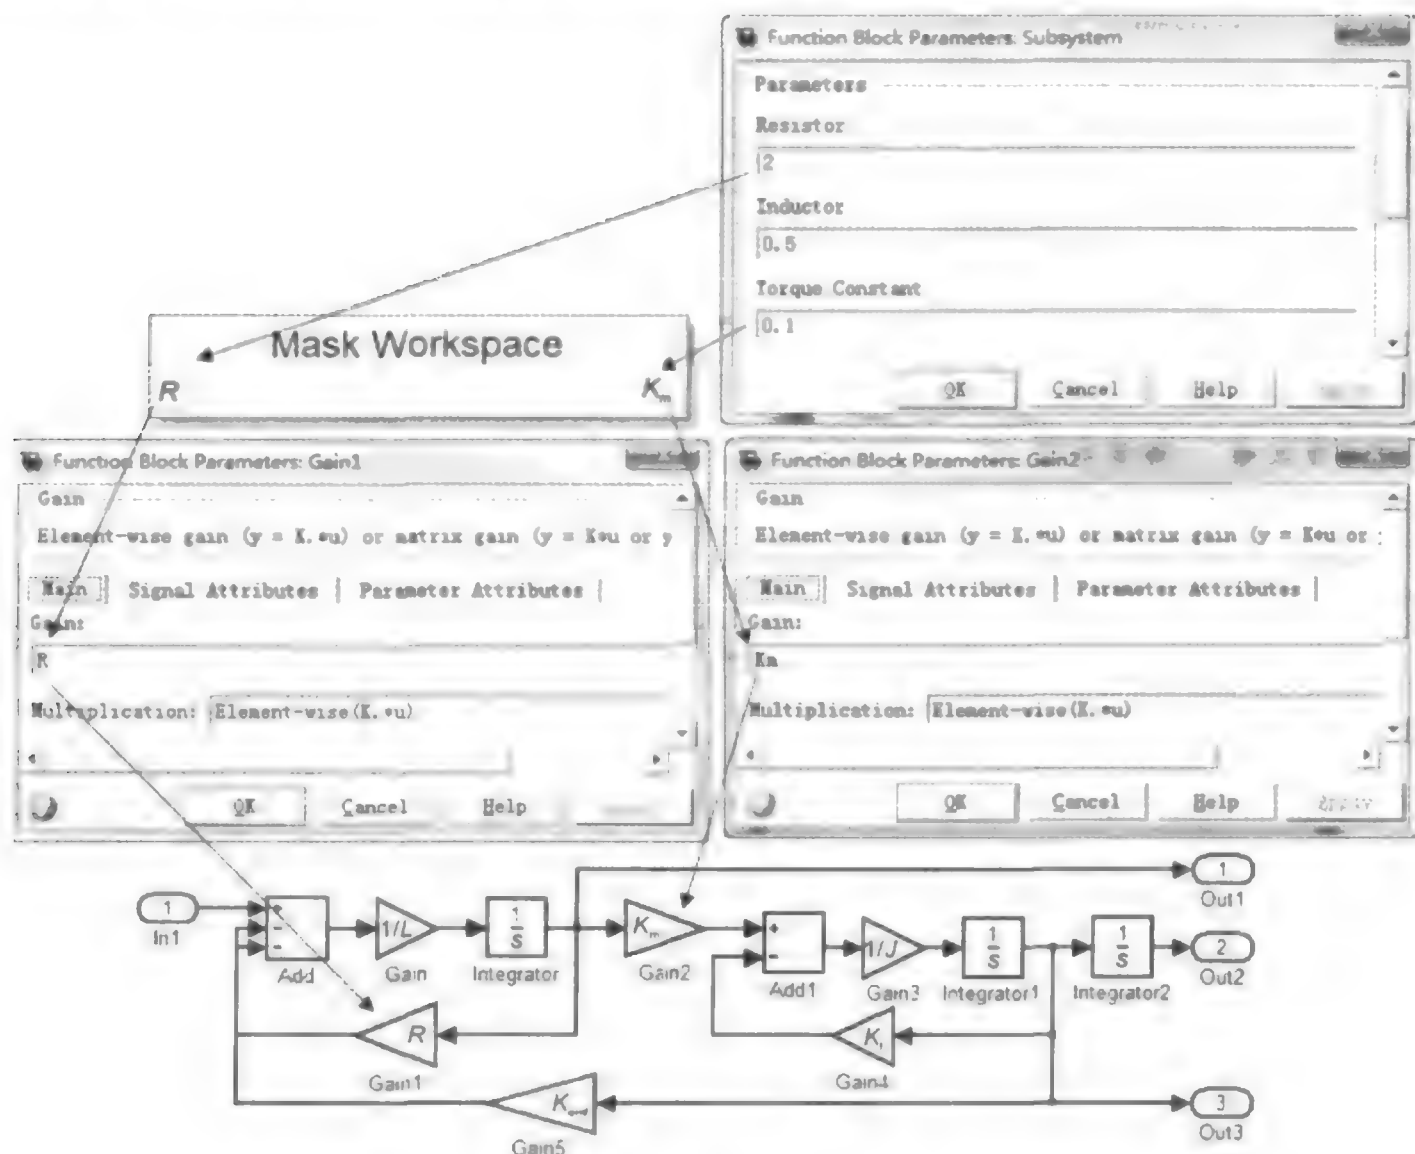 Function Block Parameters: Subsystem
Parameters
Resistor
2
Inductor
0.5
Torque Constant
0.1
OK Cancel Help
Mask Workspace
R Km
Function Block Parameters: Gain1
Gain
Element-wise gain (y = K.*u) or matrix gain (y = K*u or y
Main Signal Attributes Parameter Attributes
Gain:
R
Multiplication: Element-wise(K.*u)
OK Cancel Help
Function Block Parameters: Gain2
Gain
Element-wise gain (y = K.*u) or matrix gain (y = K*u or
Main Signal Attributes Parameter Attributes
Gain:
Km
Multiplication: Element-wise(K.*u)
OK Cancel Help
1
In1
+
-
-
Add
1/L
Gain
1/s
Integrator
Km
Gain2
+
-
Add1
1/J
Gain3
1/s
Integrator1
1/s
Integrator2
1
Out1
2
Out2
R
Gain1
Gain4
Gain5
3
Out3